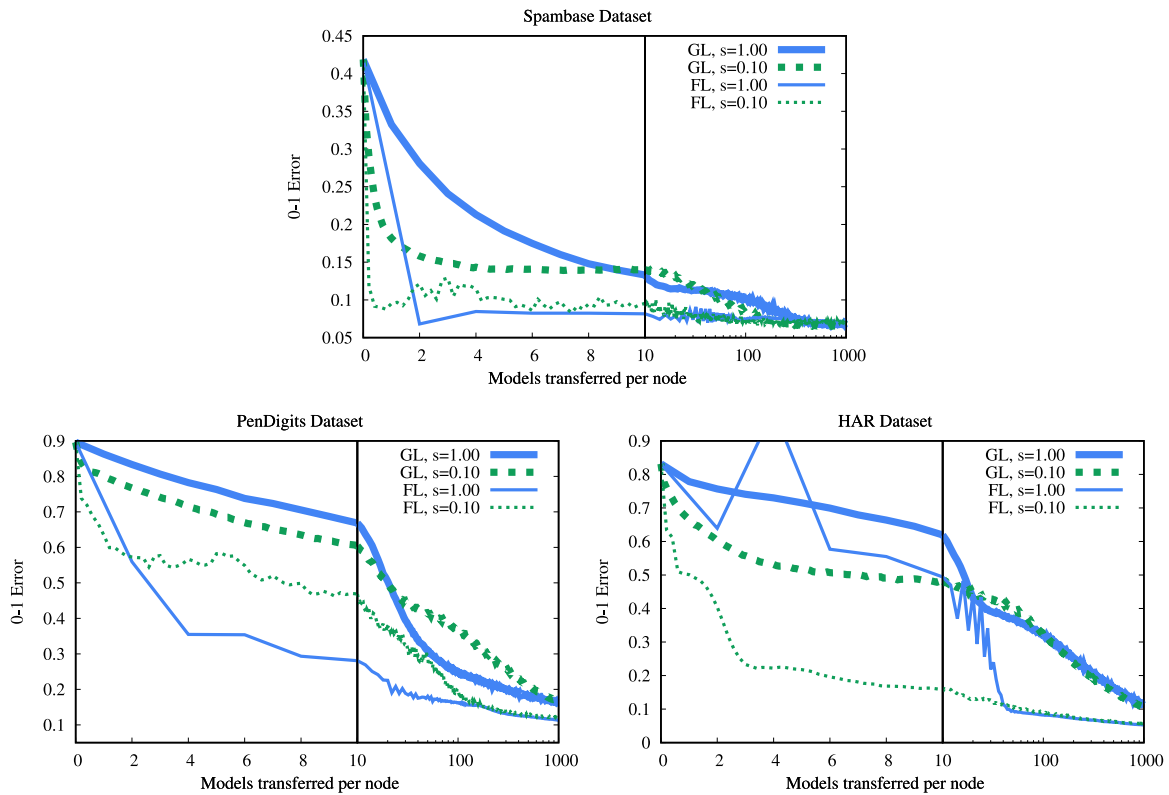 Spambase Dataset
0.45
0.4
0.35
0.3
0.25
0.2
0.15
0.1
0.05
0-1 Error
GL, s=1.00
GL, s=0.10
FL, s=1.00
FL, s=0.10
0 2 4 6 8 10 100 1000
Models transferred per node
PenDigits Dataset
0.9
0.8
0.7
0.6
0.5
0.4
0.3
0.2
0.1
0-1 Error
GL, s=1.00
GL, s=0.10
FL, s=1.00
FL, s=0.10
0 2 4 6 8 10 100 1000
Models transferred per node
HAR Dataset
0.9
0.8
0.7
0.6
0.5
0.4
0.3
0.2
0.1
0
0-1 Error
GL, s=1.00
GL, s=0.10
FL, s=1.00
FL, s=0.10
0 2 4 6 8 10 100 1000
Models transferred per node